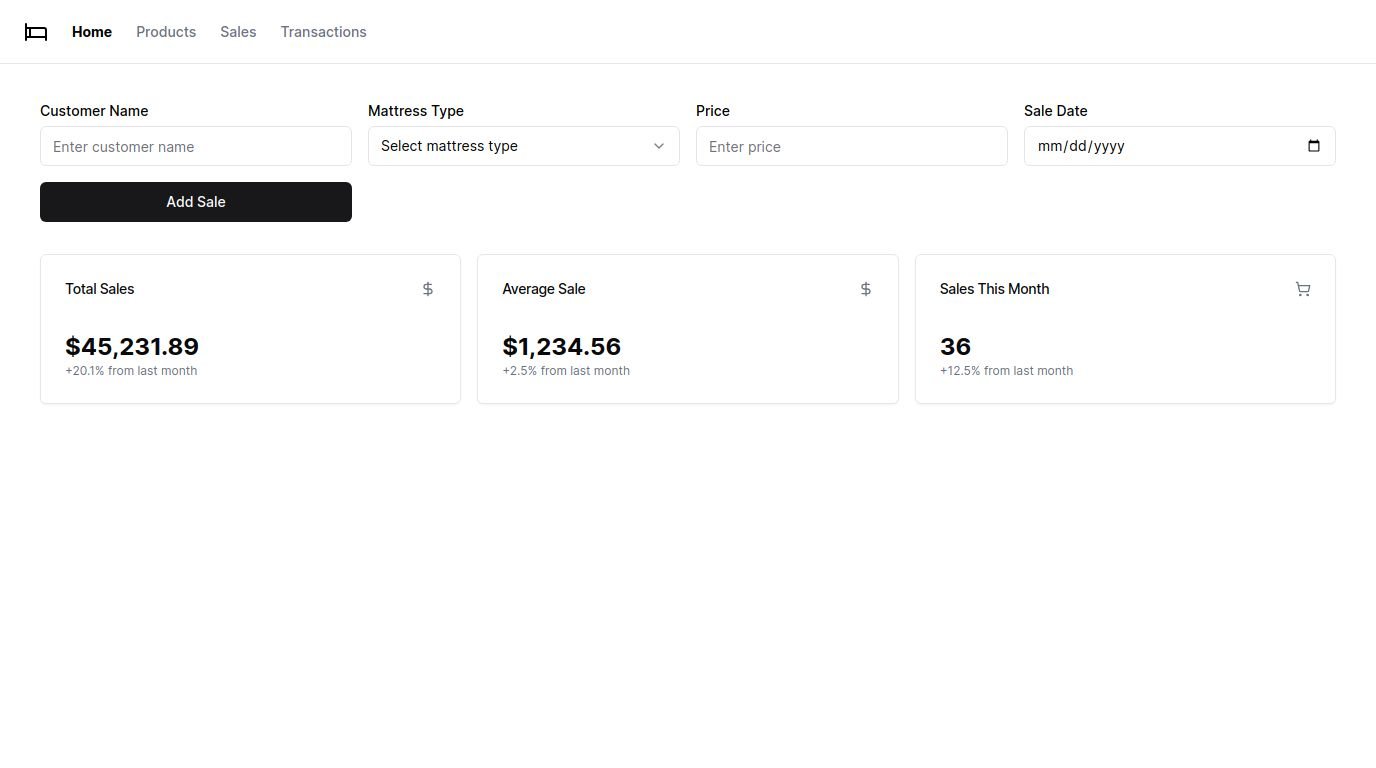 Home Products Sales Transactions
Customer Name Mattress Type Price Sale Date
Enter customer name Select mattress type Enter price mm/dd/yyyy
Add Sale
Total Sales Average Sale Sales This Month
$45,231.89 $1,234.56 36
+20.1% from last month +2.5% from last month +12.5% from last month